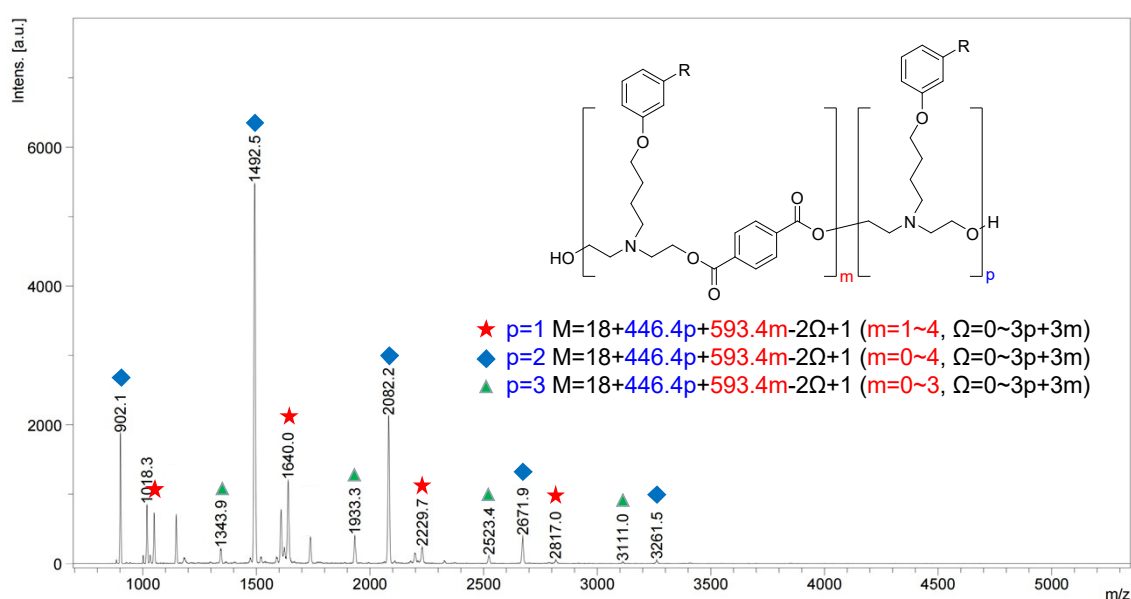 Intens. [a.u.]
6000
4000
2000
0
1000
1500
2000
2500
3000
3500
4000
4500
5000
m/z
902.1
1018.3
1343.9
1492.5
1640.0
1933.3
2082.2
2229.7
2523.4
2671.9
2817.0
3111.0
3261.5
R
O
N
HO
O
O
O
O
m
R
O
N
O
H
p
p=1 M=18+446.4p+593.4m-2Ω+1 (m=1~4, Ω=0~3p+3m)
p=2 M=18+446.4p+593.4m-2Ω+1 (m=0~4, Ω=0~3p+3m)
p=3 M=18+446.4p+593.4m-2Ω+1 (m=0~3, Ω=0~3p+3m)